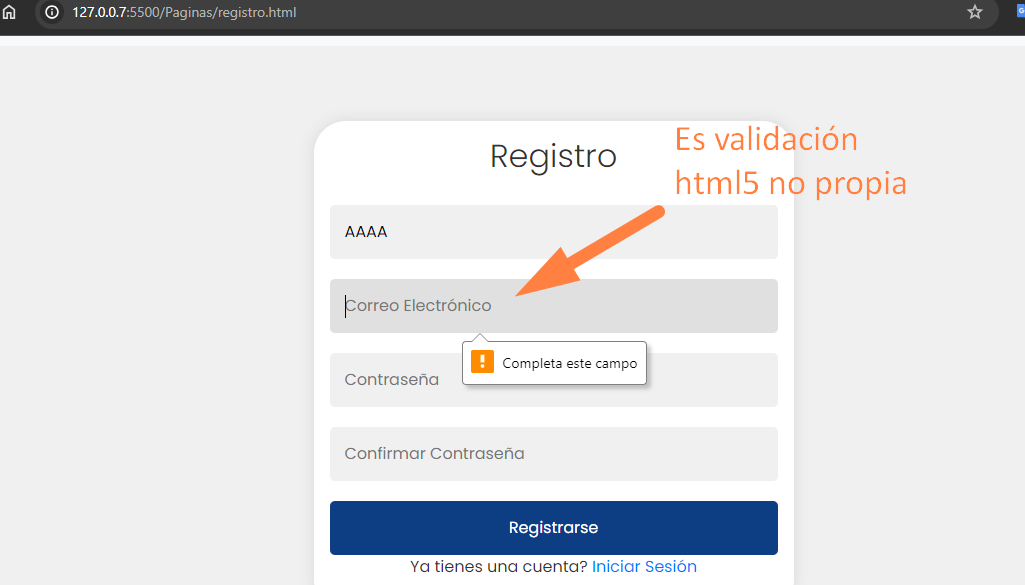 127.0.0.7:5500/Paginas/registro.html
Es validación
html5 no propia
Registro
AAAA
Correo Electrónico
Completa este campo
Contraseña
Confirmar Contraseña
Registrarse
Ya tienes una cuenta? Iniciar Sesión